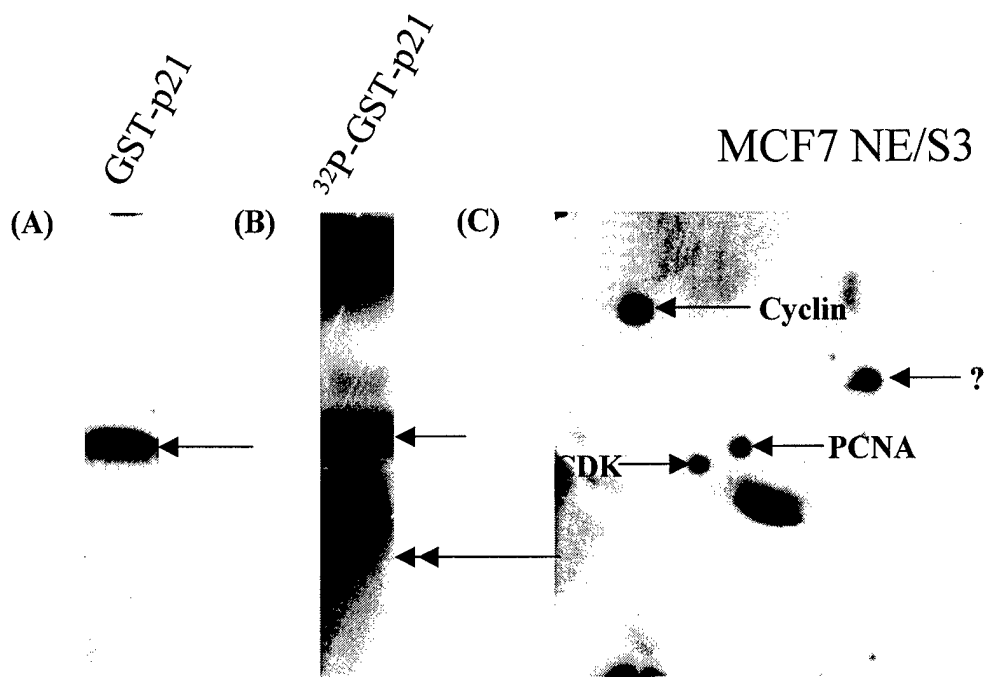 GST-p21
³²P-GST-p21
MCF7 NE/S3
(A)
(B)
(C)
Cyclin
?
PCNA
CDK